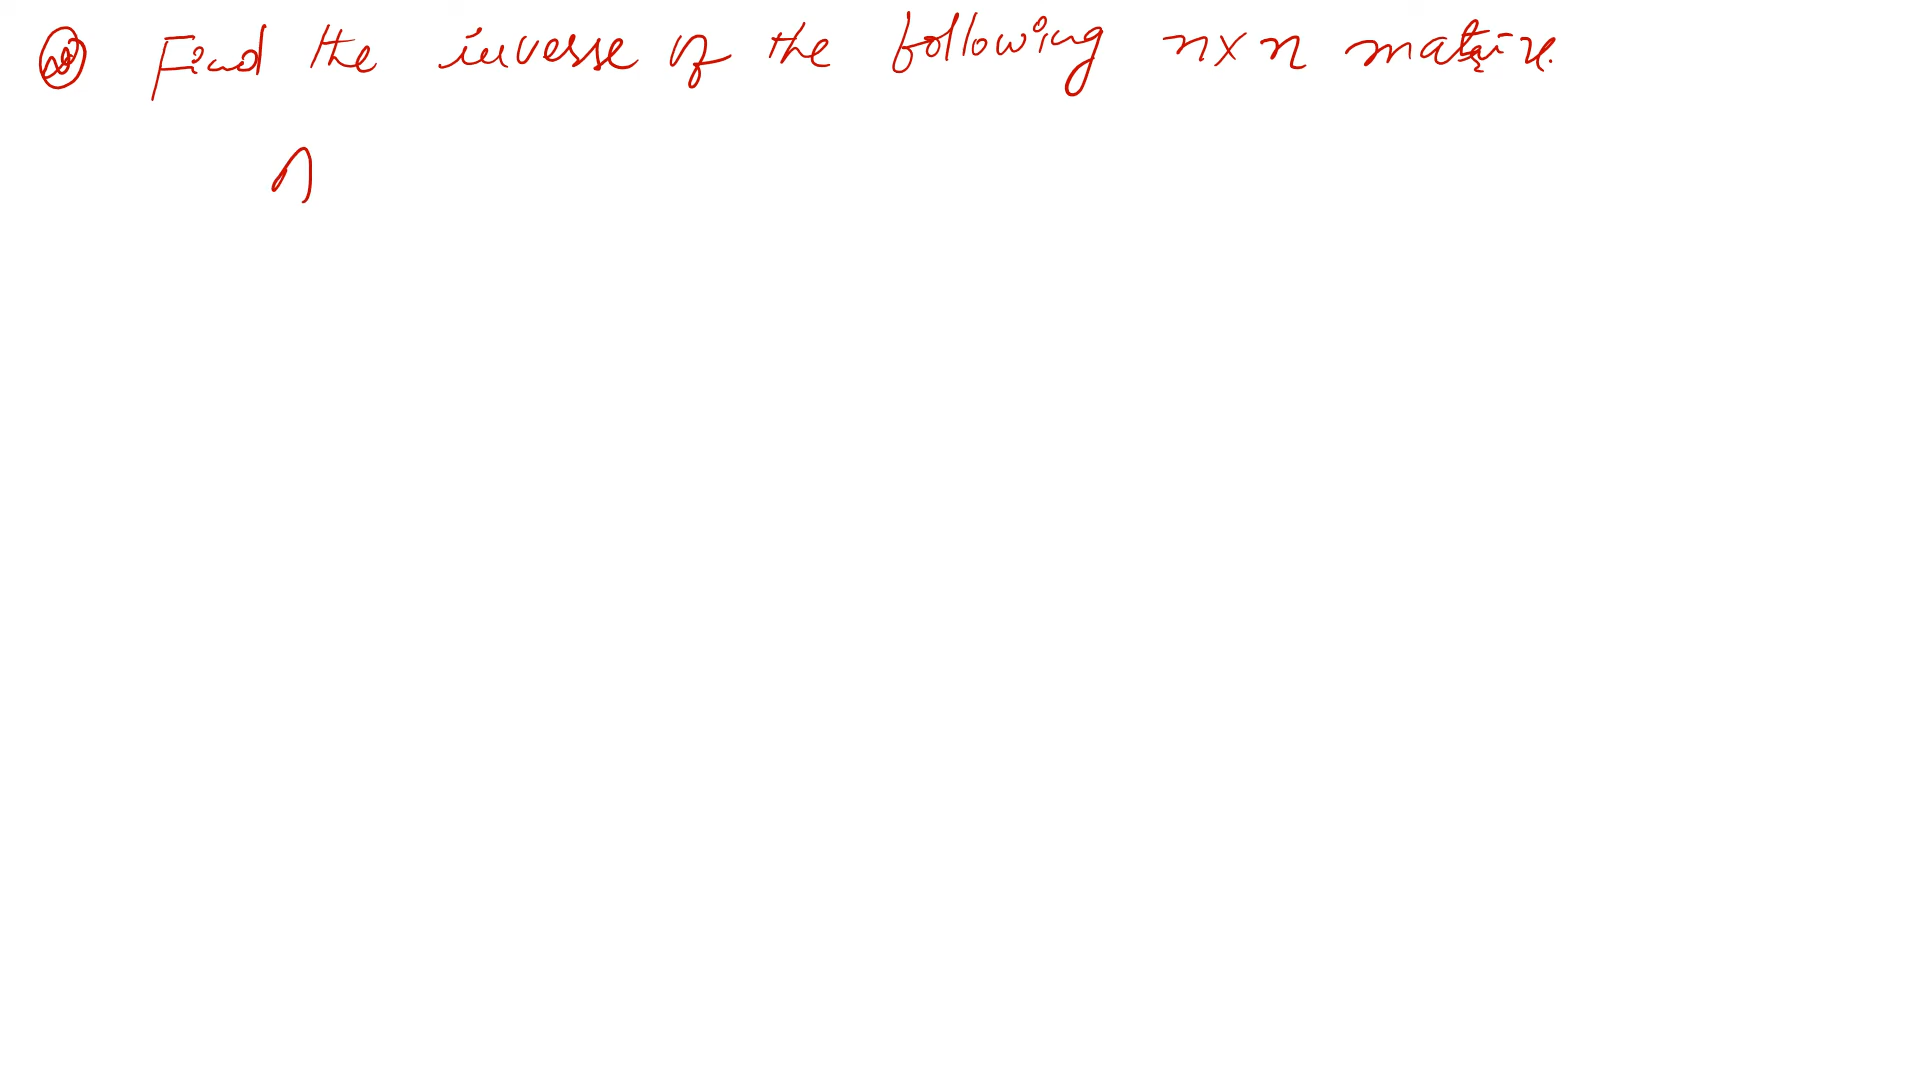 Find the inverse of the following n×n matrix.